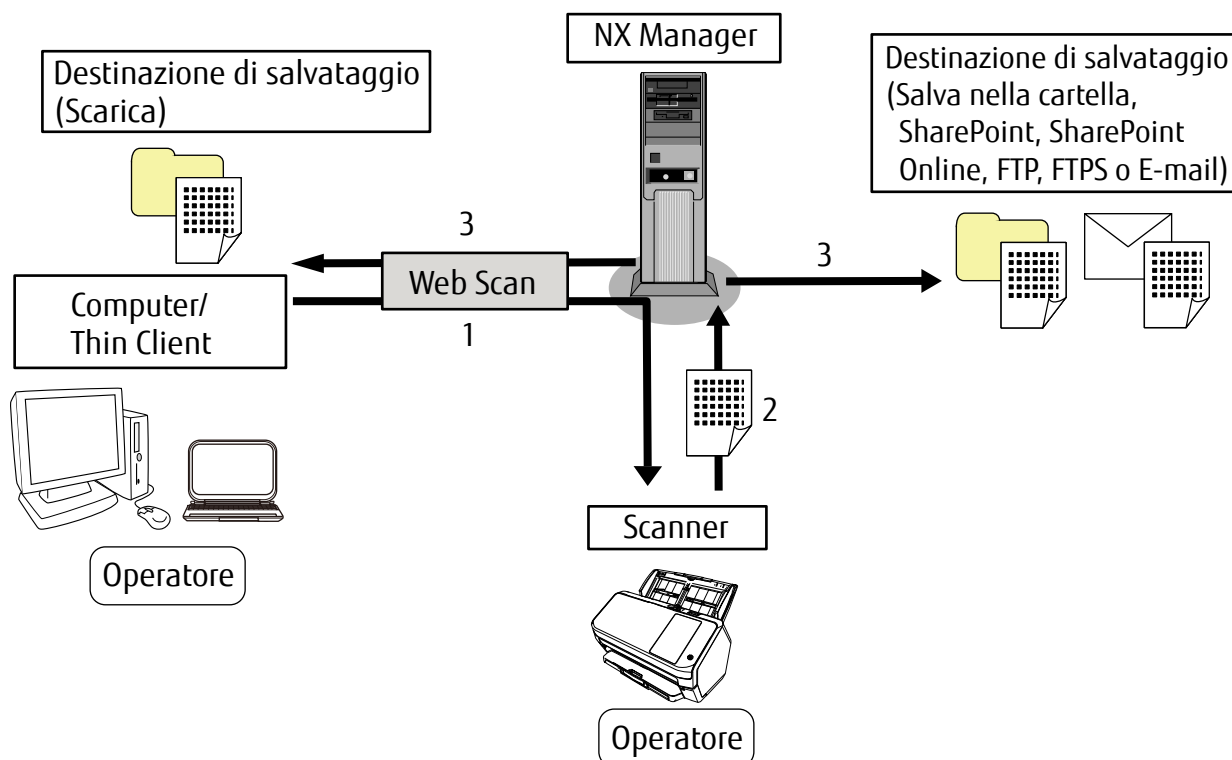 NX Manager
Destinazione di salvataggio
(Scarica)
Destinazione di salvataggio
(Salva nella cartella,
SharePoint, SharePoint
Online, FTP, FTPS o E-mail)
3
3
Web Scan
Computer/
Thin Client
1
2
Scanner
Operatore
Operatore